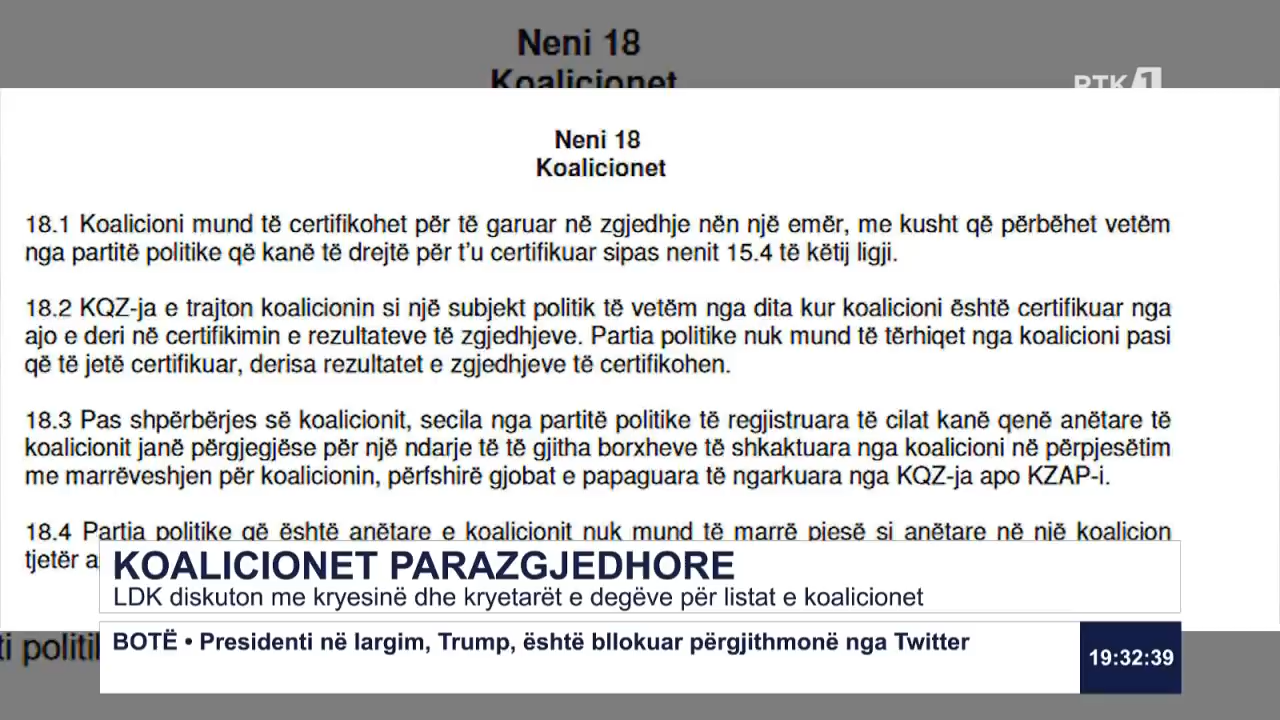 Neni 18
Koalicionet
RTK 1
Neni 18
Koalicionet
18.1 Koalicioni mund të certifikohet për të garuar në zgjedhje nën një emër, me kusht që përbëhet vetëm
nga partitë politike që kanë të drejtë për t'u certifikuar sipas nenit 15.4 të këtij ligji.
18.2 KQZ-ja e trajton koalicionin si një subjekt politik të vetëm nga dita kur koalicioni është certifikuar nga
ajo e deri në certifikimin e rezultateve të zgjedhjeve. Partia politike nuk mund të tërhiqet nga koalicioni pasi
që të jetë certifikuar, derisa rezultatet e zgjedhjeve të certifikohen.
18.3 Pas shpërbërjes së koalicionit, secila nga partitë politike të regjistruara të cilat kanë qenë anëtare të
koalicionit janë përgjegjëse për një ndarje të të gjitha borxheve të shkaktuara nga koalicioni në përpjesëtim
me marrëveshjen për koalicionin, përfshirë gjobat e papaguara të ngarkuara nga KQZ-ja apo KZAP-i.
18.4 Partia politike që është anëtare e koalicionit nuk mund të marrë pjesë si anëtare në një koalicion
tjetër
KOALICIONET PARAZGJEDHORE
LDK diskuton me kryesinë dhe kryetarët e degëve për listat e koalicionet
BOTË • Presidenti në largim, Trump, është bllokuar përgjithmonë nga Twitter
19:32:39